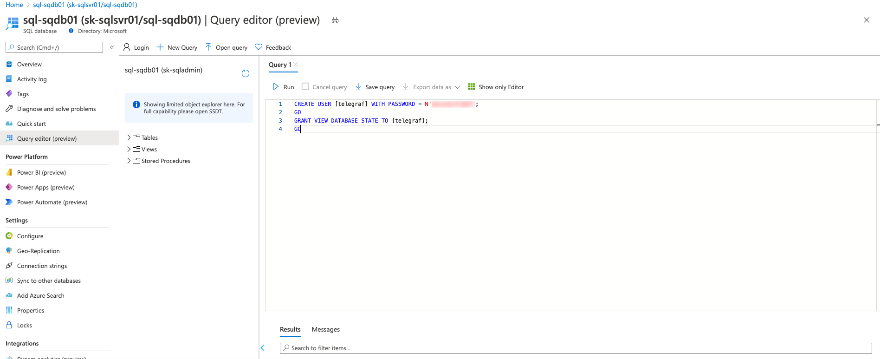 Home > sql-sqdb01 (sk-sqlsvr01/sql-sqdb01)
sql-sqdb01 (sk-sqlsvr01/sql-sqdb01) | Query editor (preview)
SQL database Directory: Microsoft
Search (Cmd+/)
Login
New Query
Open query
Feedback
Overview
Activity log
Tags
Diagnose and solve problems
Quick start
Query editor (preview)
Power Platform
Power BI (preview)
Power Apps (preview)
Power Automate (preview)
Settings
Configure
Geo-Replication
Connection strings
Sync to other databases
Add Azure Search
Properties
Locks
Integrations
sql-sqdb01 (sk-sqladmin)
Showing limited object explorer here. For
full capability please open SSDT.
Tables
Views
Stored Procedures
Query 1
Run
Cancel query
Save query
Export data as
Show only Editor
1 CREATE USER [telegraf] WITH PASSWORD = N' ;
2 GO
3 GRANT VIEW DATABASE STATE TO [telegraf];
4 GO
Results
Messages
Search to filter items...